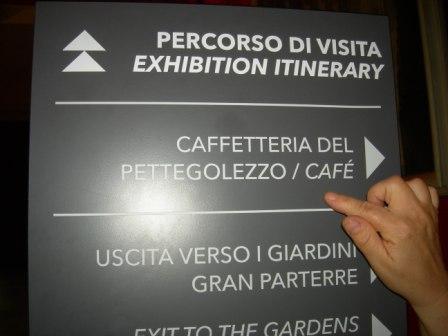 PERCORSO DI VISITA
EXHIBITION ITINERARY
CAFFETTERIA DEL
PETTEGOLEZZO / CAFÉ
USCITA VERSO I GIARDINI
GRAN PARTERRE
EXIT TO THE GARDENS